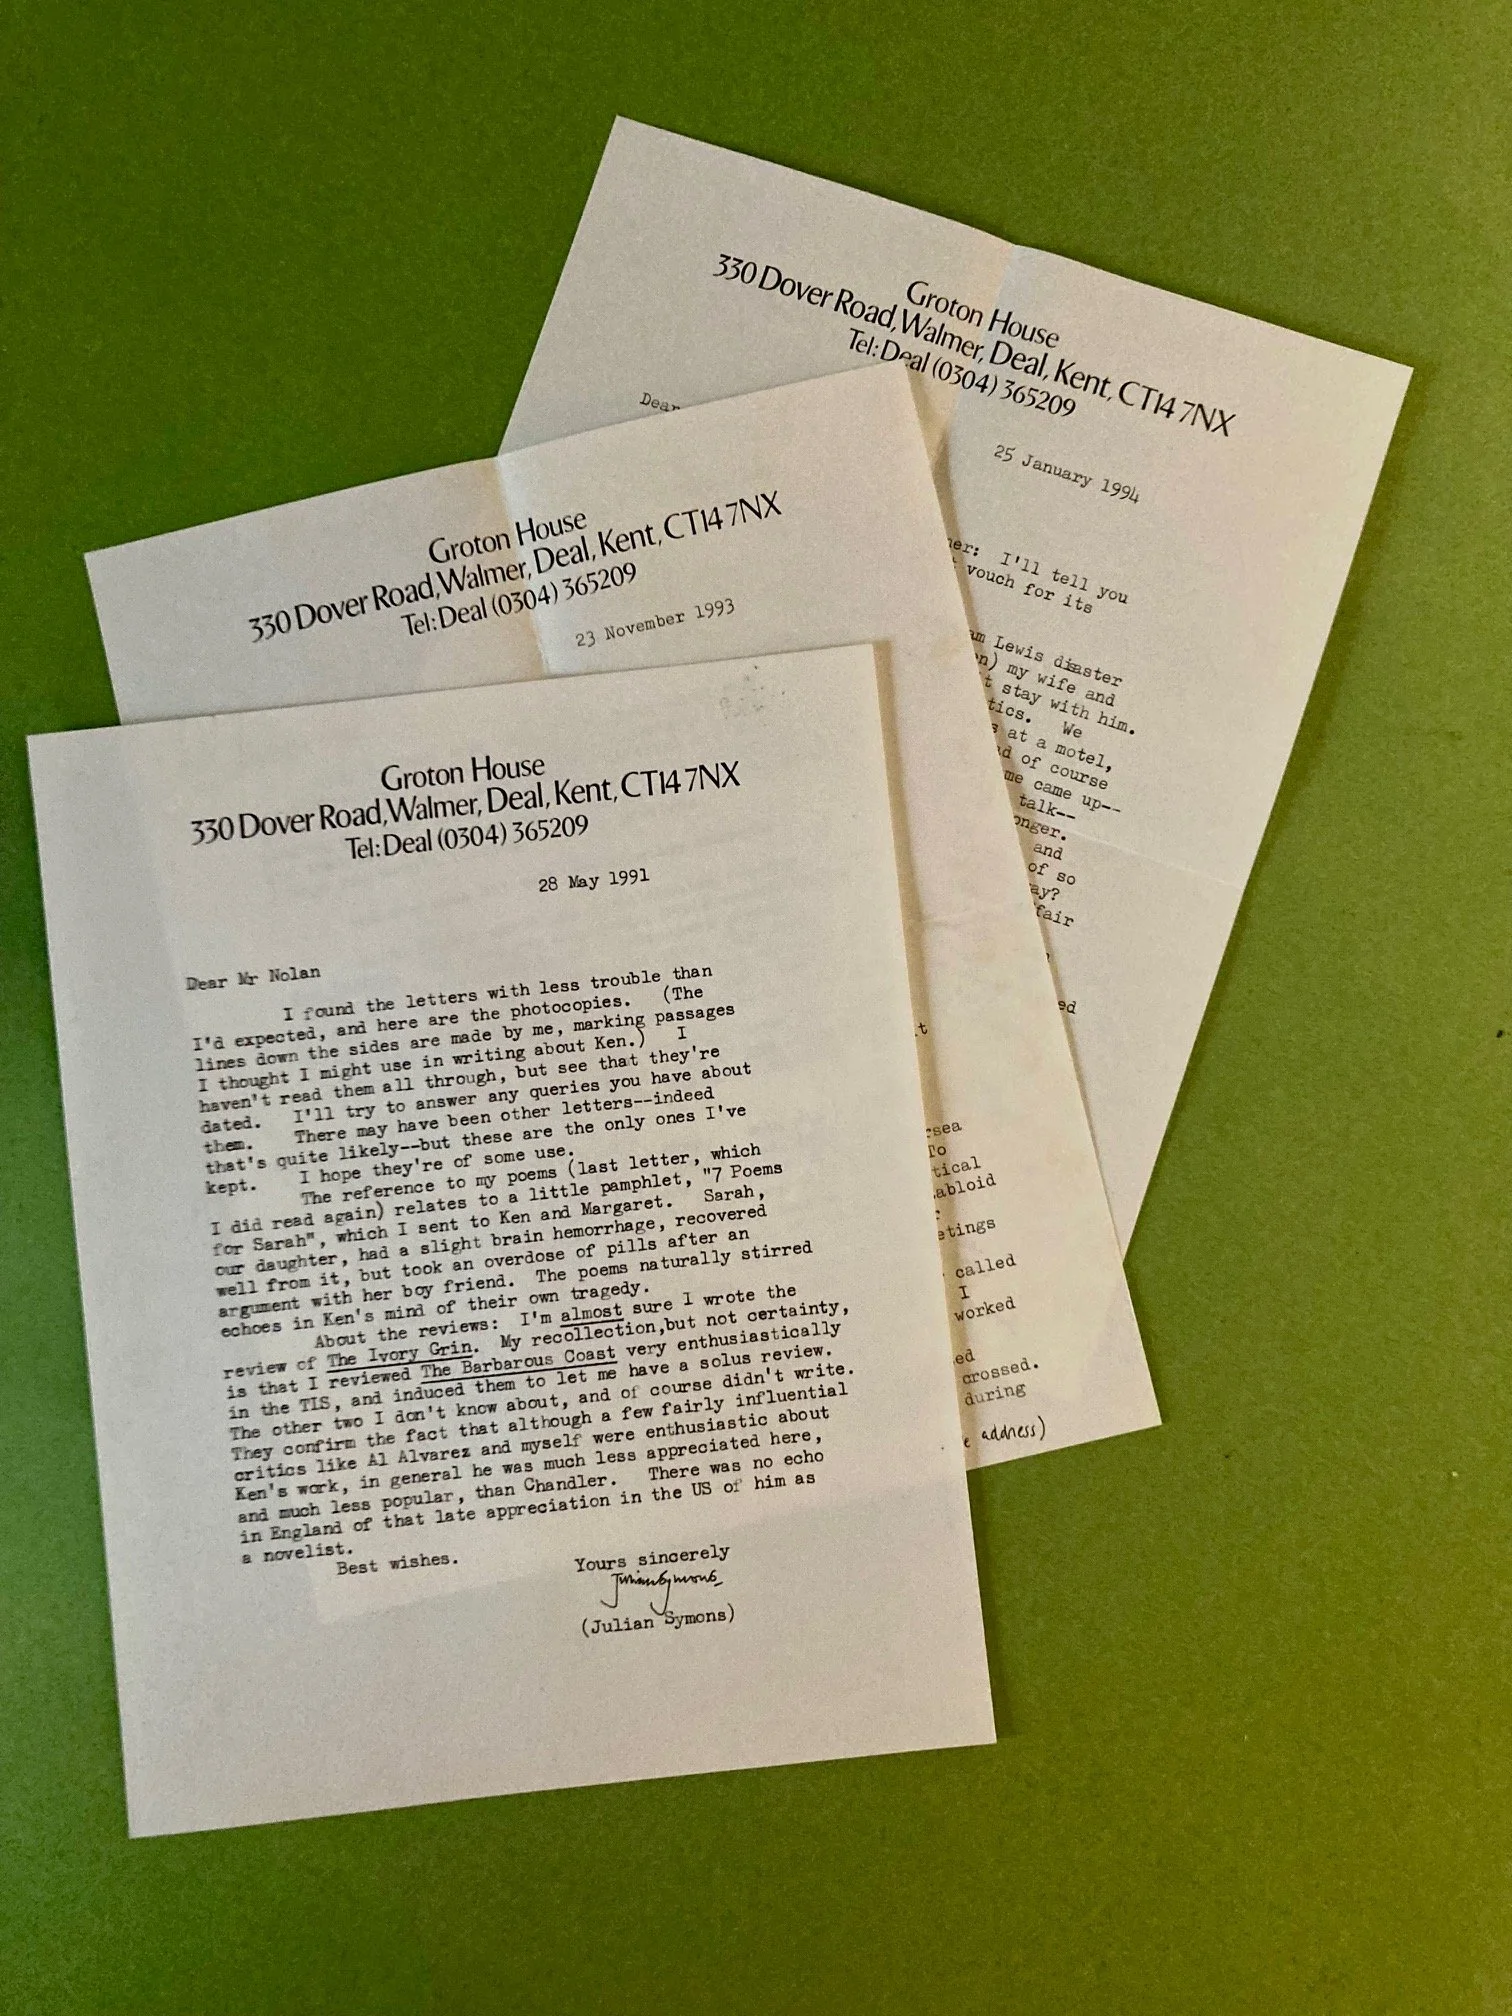 Groton House
330 Dover Road, Walmer, Deal, Kent, CT14 7NX
Tel: Deal (0304) 365209
25 January 1994
Dear
er: I'll tell you
vouch for its
am Lewis disaster
n) my wife and
t stay with him.
tics. We
s at a motel,
d of course
me came up--
talk--
onger.
and
of so
ay?
fair
ed
Groton House
330 Dover Road, Walmer, Deal, Kent, CT14 7NX
Tel: Deal (0304) 365209
23 November 1993
t
rsea
To
tical
abloid
etings
called
I
worked
ed
crossed.
during
e address)
Groton House
330 Dover Road, Walmer, Deal, Kent, CT14 7NX
Tel: Deal (0304) 365209
28 May 1991
Dear Mr Nolan
I found the letters with less trouble than
I'd expected, and here are the photocopies. (The
lines down the sides are made by me, marking passages
I thought I might use in writing about Ken.) I
haven't read them all through, but see that they're
dated. I'll try to answer any queries you have about
them. There may have been other letters--indeed
that's quite likely--but these are the only ones I've
kept. I hope they're of some use.
The reference to my poems (last letter, which
I did read again) relates to a little pamphlet, "7 Poems
for Sarah", which I sent to Ken and Margaret. Sarah,
our daughter, had a slight brain hemorrhage, recovered
well from it, but took an overdose of pills after an
argument with her boy friend. The poems naturally stirred
echoes in Ken's mind of their own tragedy.
About the reviews: I'm almost sure I wrote the
review of The Ivory Grin. My recollection,but not certainty,
is that I reviewed The Barbarous Coast very enthusiastically
in the TLS, and induced them to let me have a solus review.
The other two I don't know about, and of course didn't write.
They confirm the fact that although a few fairly influential
critics like Al Alvarez and myself were enthusiastic about
Ken's work, in general he was much less appreciated here,
and much less popular, than Chandler. There was no echo
in England of that late appreciation in the US of him as
a novelist.
Best wishes.
Yours sincerely
Julian Symons
(Julian Symons)